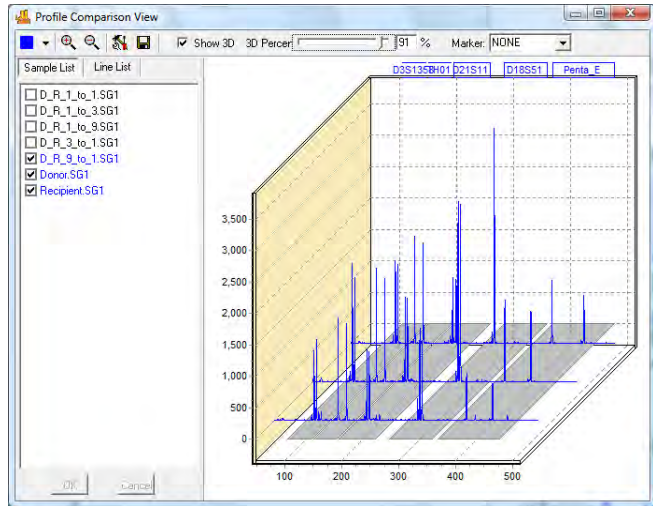 Profile Comparison View
Show 3D 3D Percer 91 % Marker: NONE
Sample List Line List
D_R_1_to_1.SG1
D_R_1_to_3.SG1
D_R_1_to_9.SG1
D_R_3_to_1.SG1
D_R_9_to_1.SG1
Donor.SG1
Recipient.SG1
OK Cancel
D3S1358 TH01 D21S11 D18S51 Penta_E
3,500
3,000
2,500
2,000
1,500
1,000
500
0
100 200 300 400 500